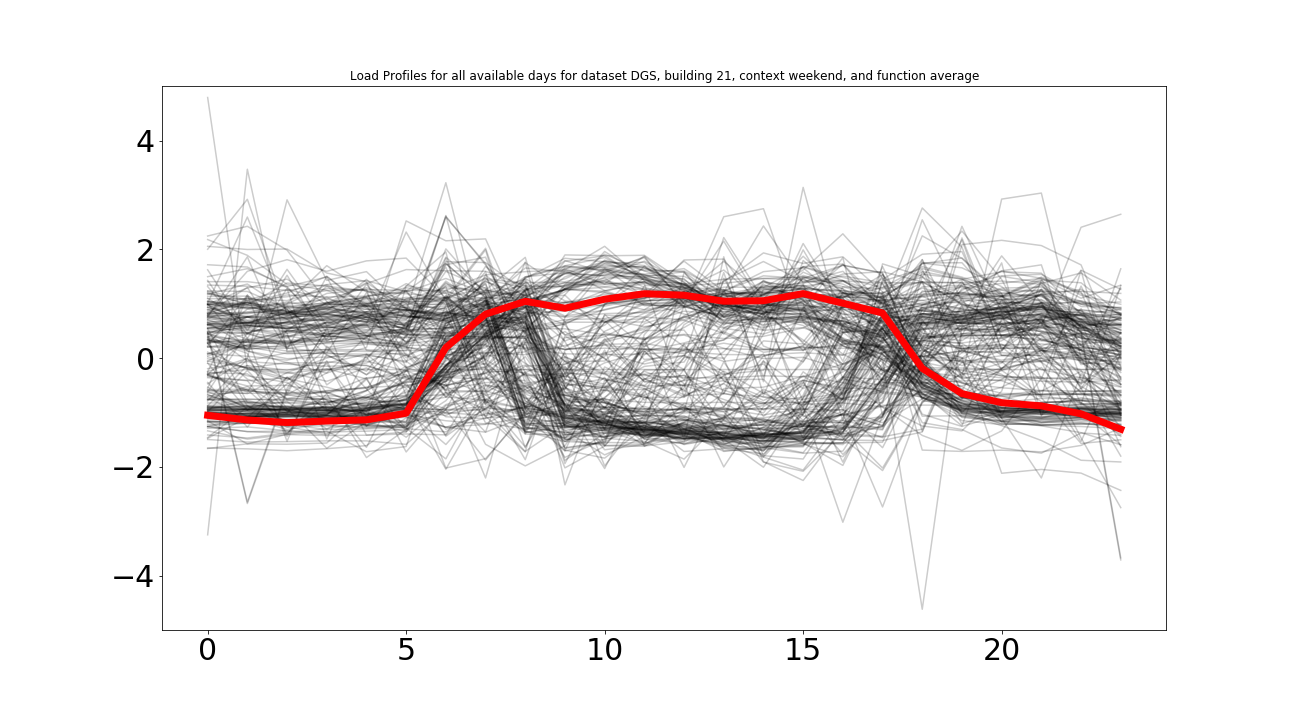 Load Profiles for all available days for dataset DGS, building 21, context weekend, and function average
4
2
0
−2
−4
0 5 10 15 20